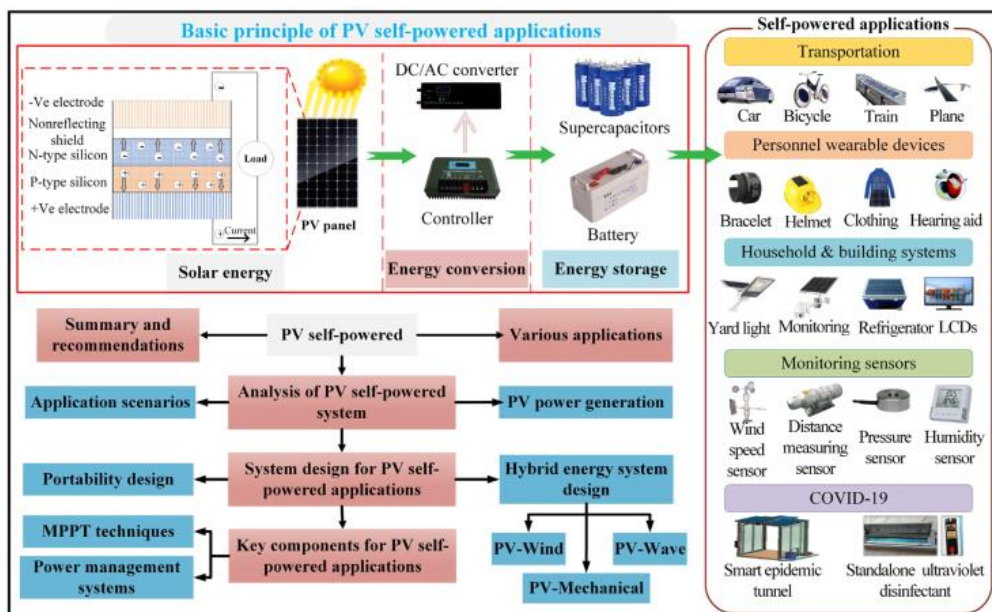 Basic principle of PV self-powered applications
-Ve electrode
Nonreflecting
shield
N-type silicon
P-type silicon
+Ve electrode
Load
Current
PV panel
Solar energy
DC/AC converter
Controller
Energy conversion
Supercapacitors
Battery
Energy storage
Self-powered applications
Transportation
Car
Bicycle
Train
Plane
Personnel wearable devices
Bracelet
Helmet
Clothing
Hearing aid
Household & building systems
Yard light
Monitoring
Refrigerator
LCDs
Monitoring sensors
Wind
speed
sensor
Distance
measuring
sensor
Pressure
sensor
Humidity
sensor
COVID-19
Smart epidemic
tunnel
Standalone ultraviolet
disinfectant
Summary and
recommendations
PV self-powered
Various applications
Application scenarios
Analysis of PV self-powered
system
PV power generation
Portability design
System design for PV self-
powered applications
Hybrid energy system
design
MPPT techniques
Power management
systems
Key components for PV self-
powered applications
PV-Wind
PV-Wave
PV-Mechanical